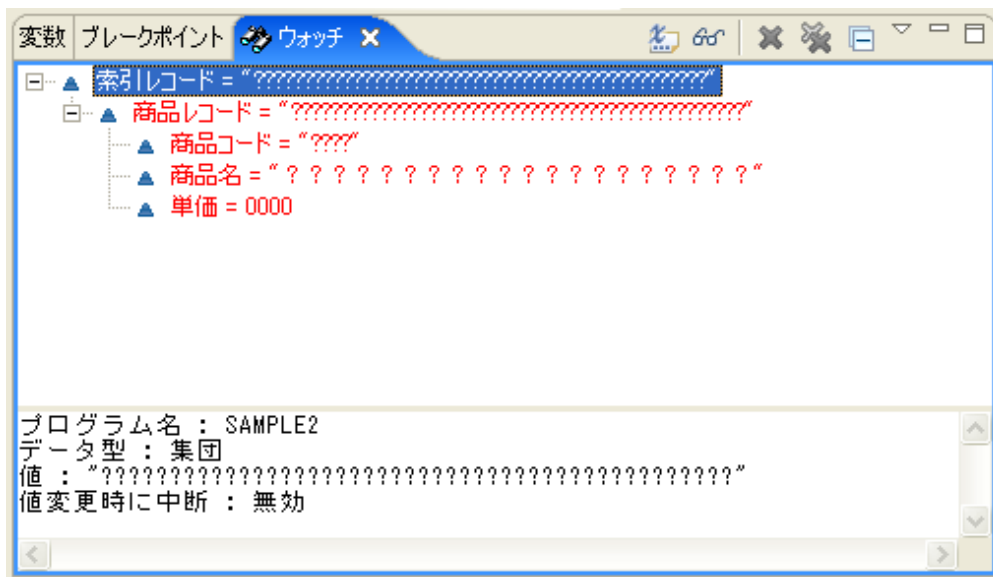 変数 ブレークポイント ウォッチ
索引レコード = "??????????????????????????????????????????????"
商品レコード = "??????????????????????????????????????????????"
商品コード = "????"
商品名 = "？？？？？？？？？？？？？？？？？？？？"
単価 = 0000
プログラム名 : SAMPLE2
データ型 : 集団
値 : "??????????????????????????????????????????????"
値変更時に中断 : 無効